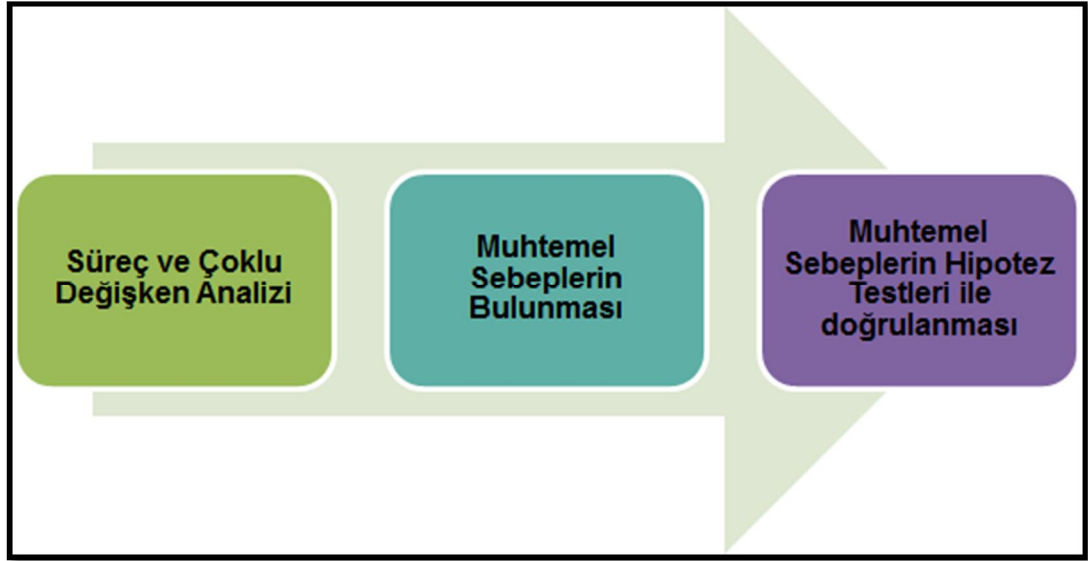 Süreç ve Çoklu
Değişken Analizi
Muhtemel
Sebeplerin
Bulunması
Muhtemel
Sebeplerin Hipotez
Testleri ile
doğrulanması